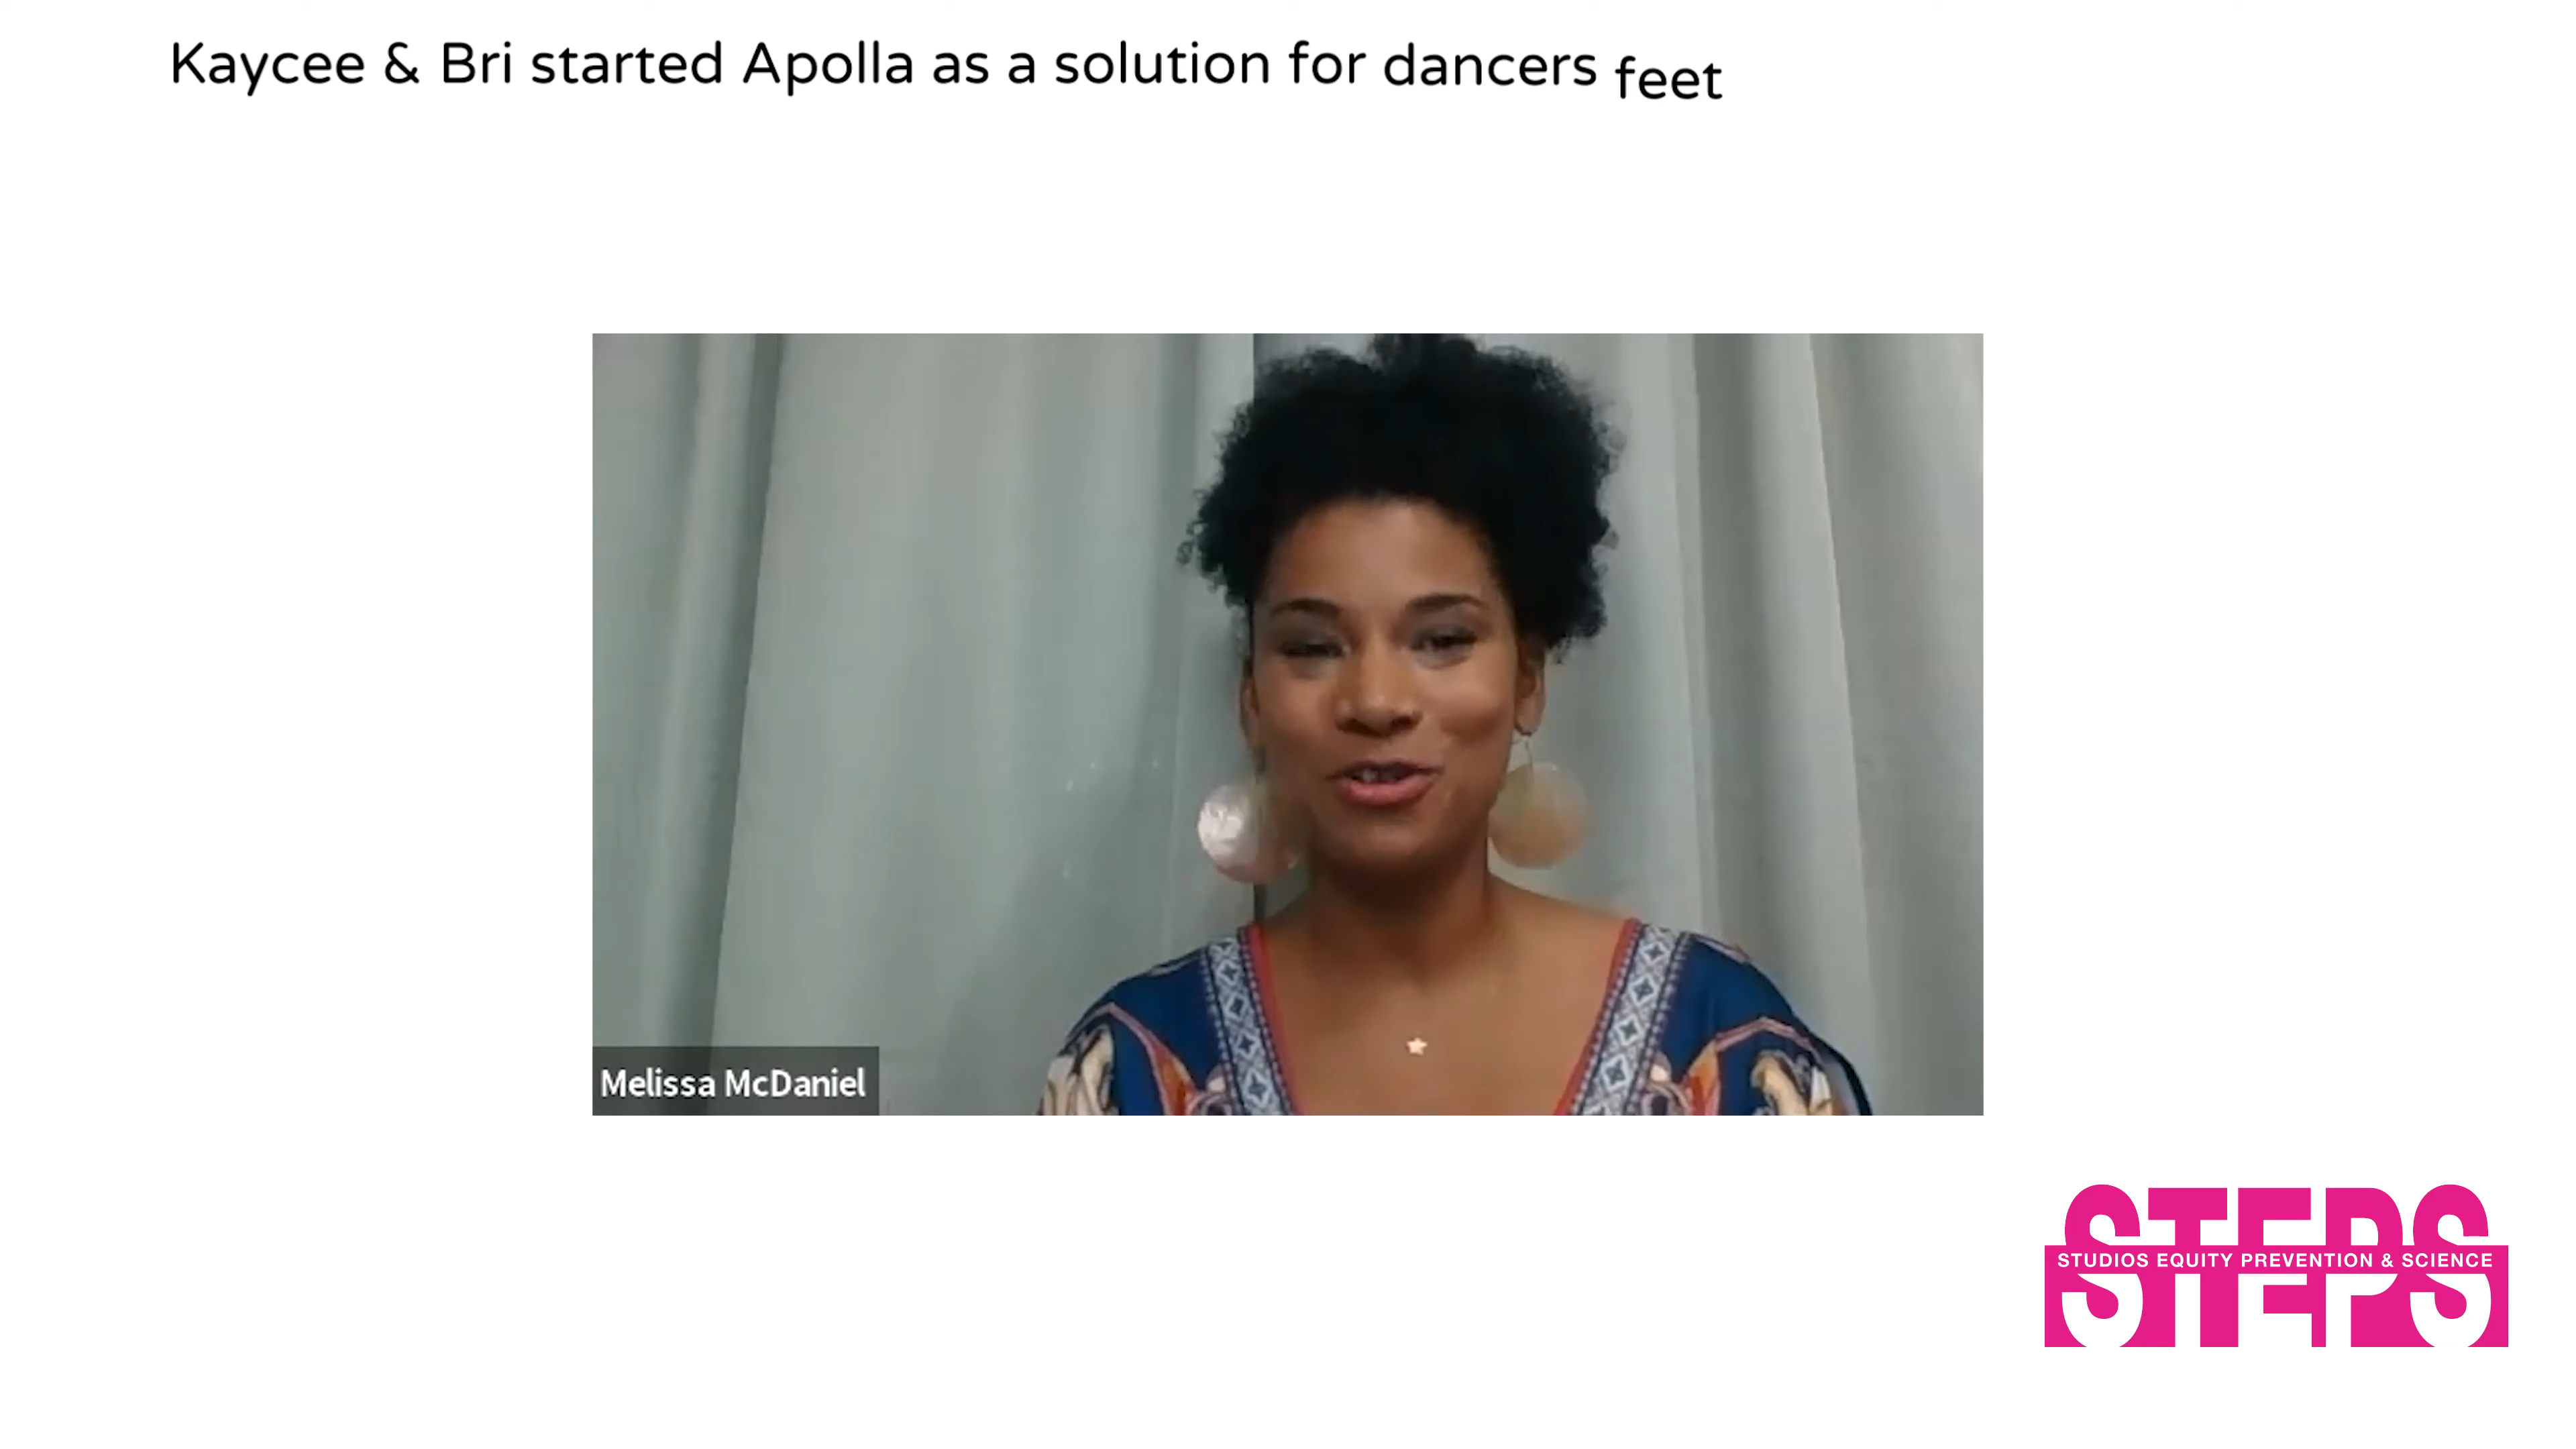 Kaycee & Bri started Apolla as a solution for dancers feet
Melissa McDaniel
STEPS
STUDIOS EQUITY PREVENTION & SCIENCE